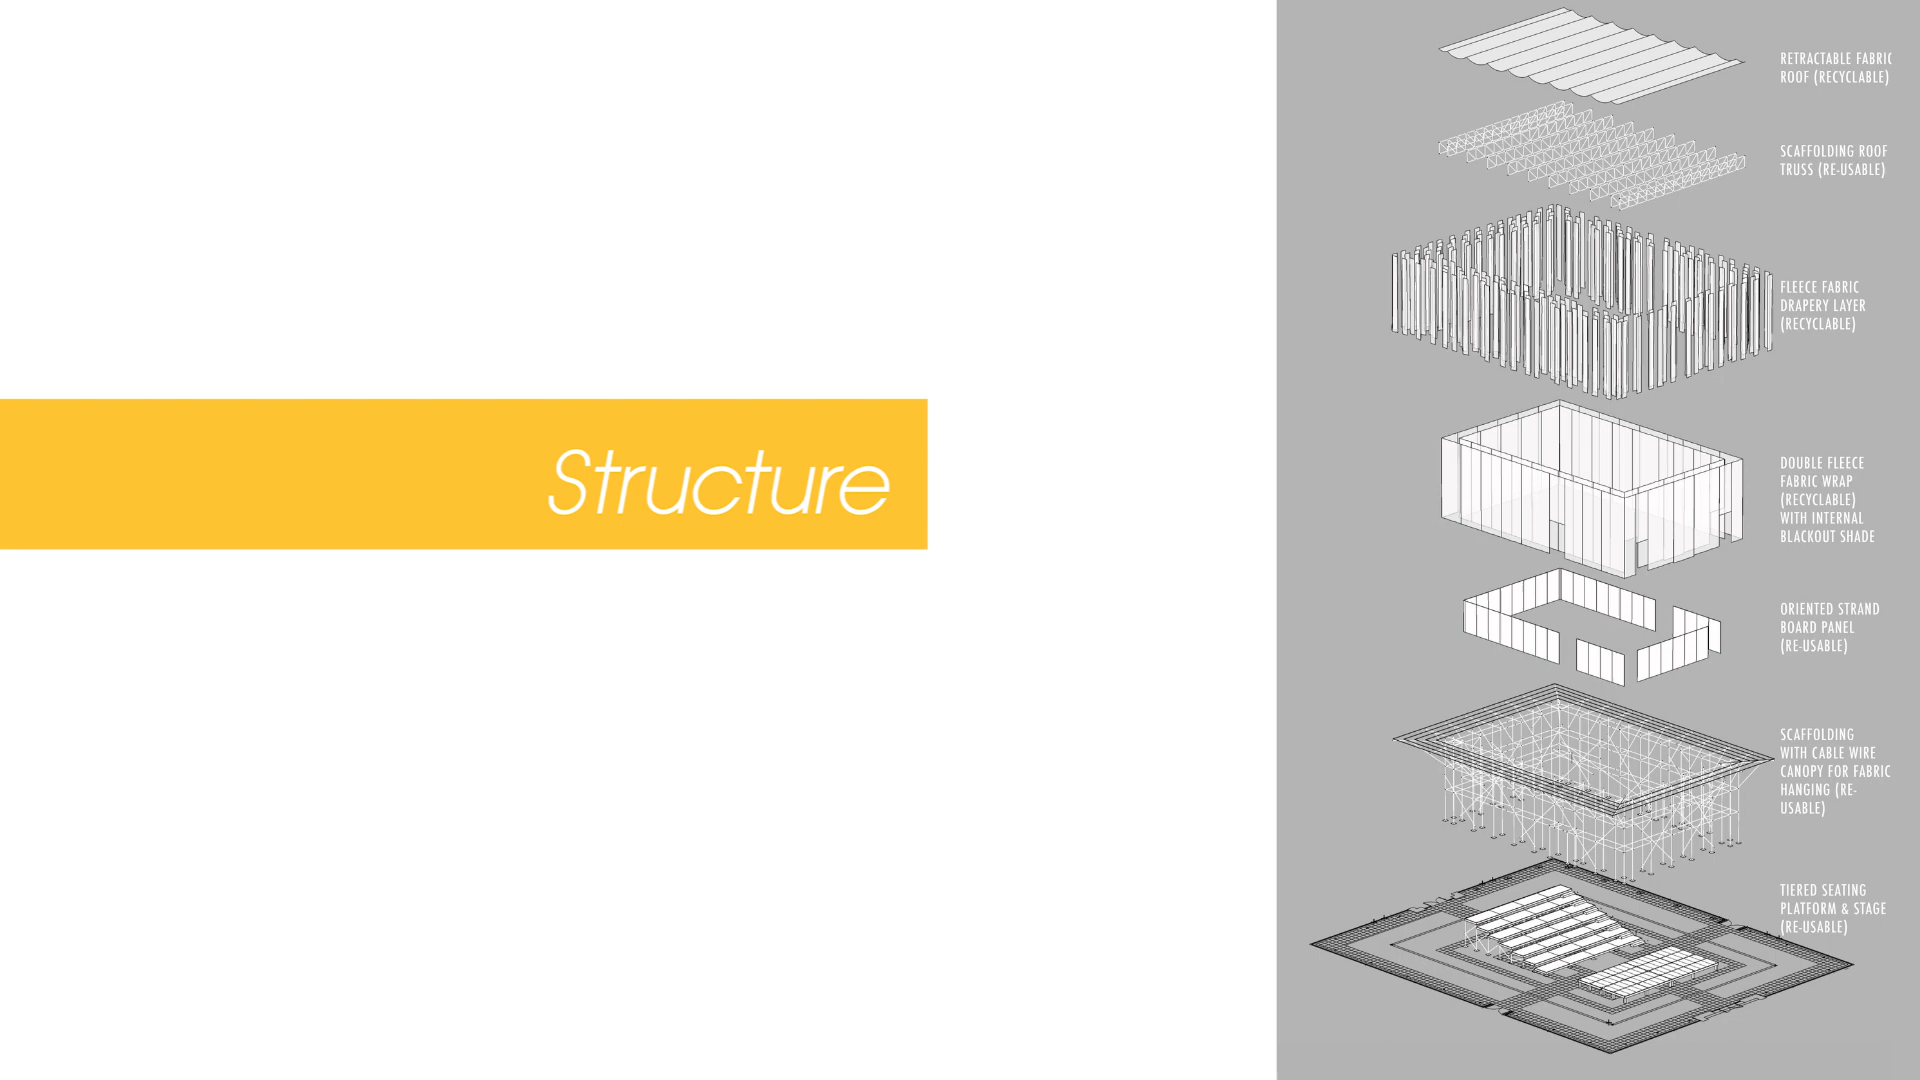 Structure
RETRACTABLE FABRIC
ROOF (RECYCLABLE)
SCAFFOLDING ROOF
TRUSS (RE-USABLE)
FLEECE FABRIC
DRAPERY LAYER
(RECYCLABLE)
DOUBLE FLEECE
FABRIC WRAP
(RECYCLABLE)
WITH INTERNAL
BLACKOUT SHADE
ORIENTED STRAND
BOARD PANEL
(RE-USABLE)
SCAFFOLDING
WITH CABLE WIRE
CANOPY FOR FABRIC
HANGING (RE-
USABLE)
TIERED SEATING
PLATFORM & STAGE
(RE-USABLE)